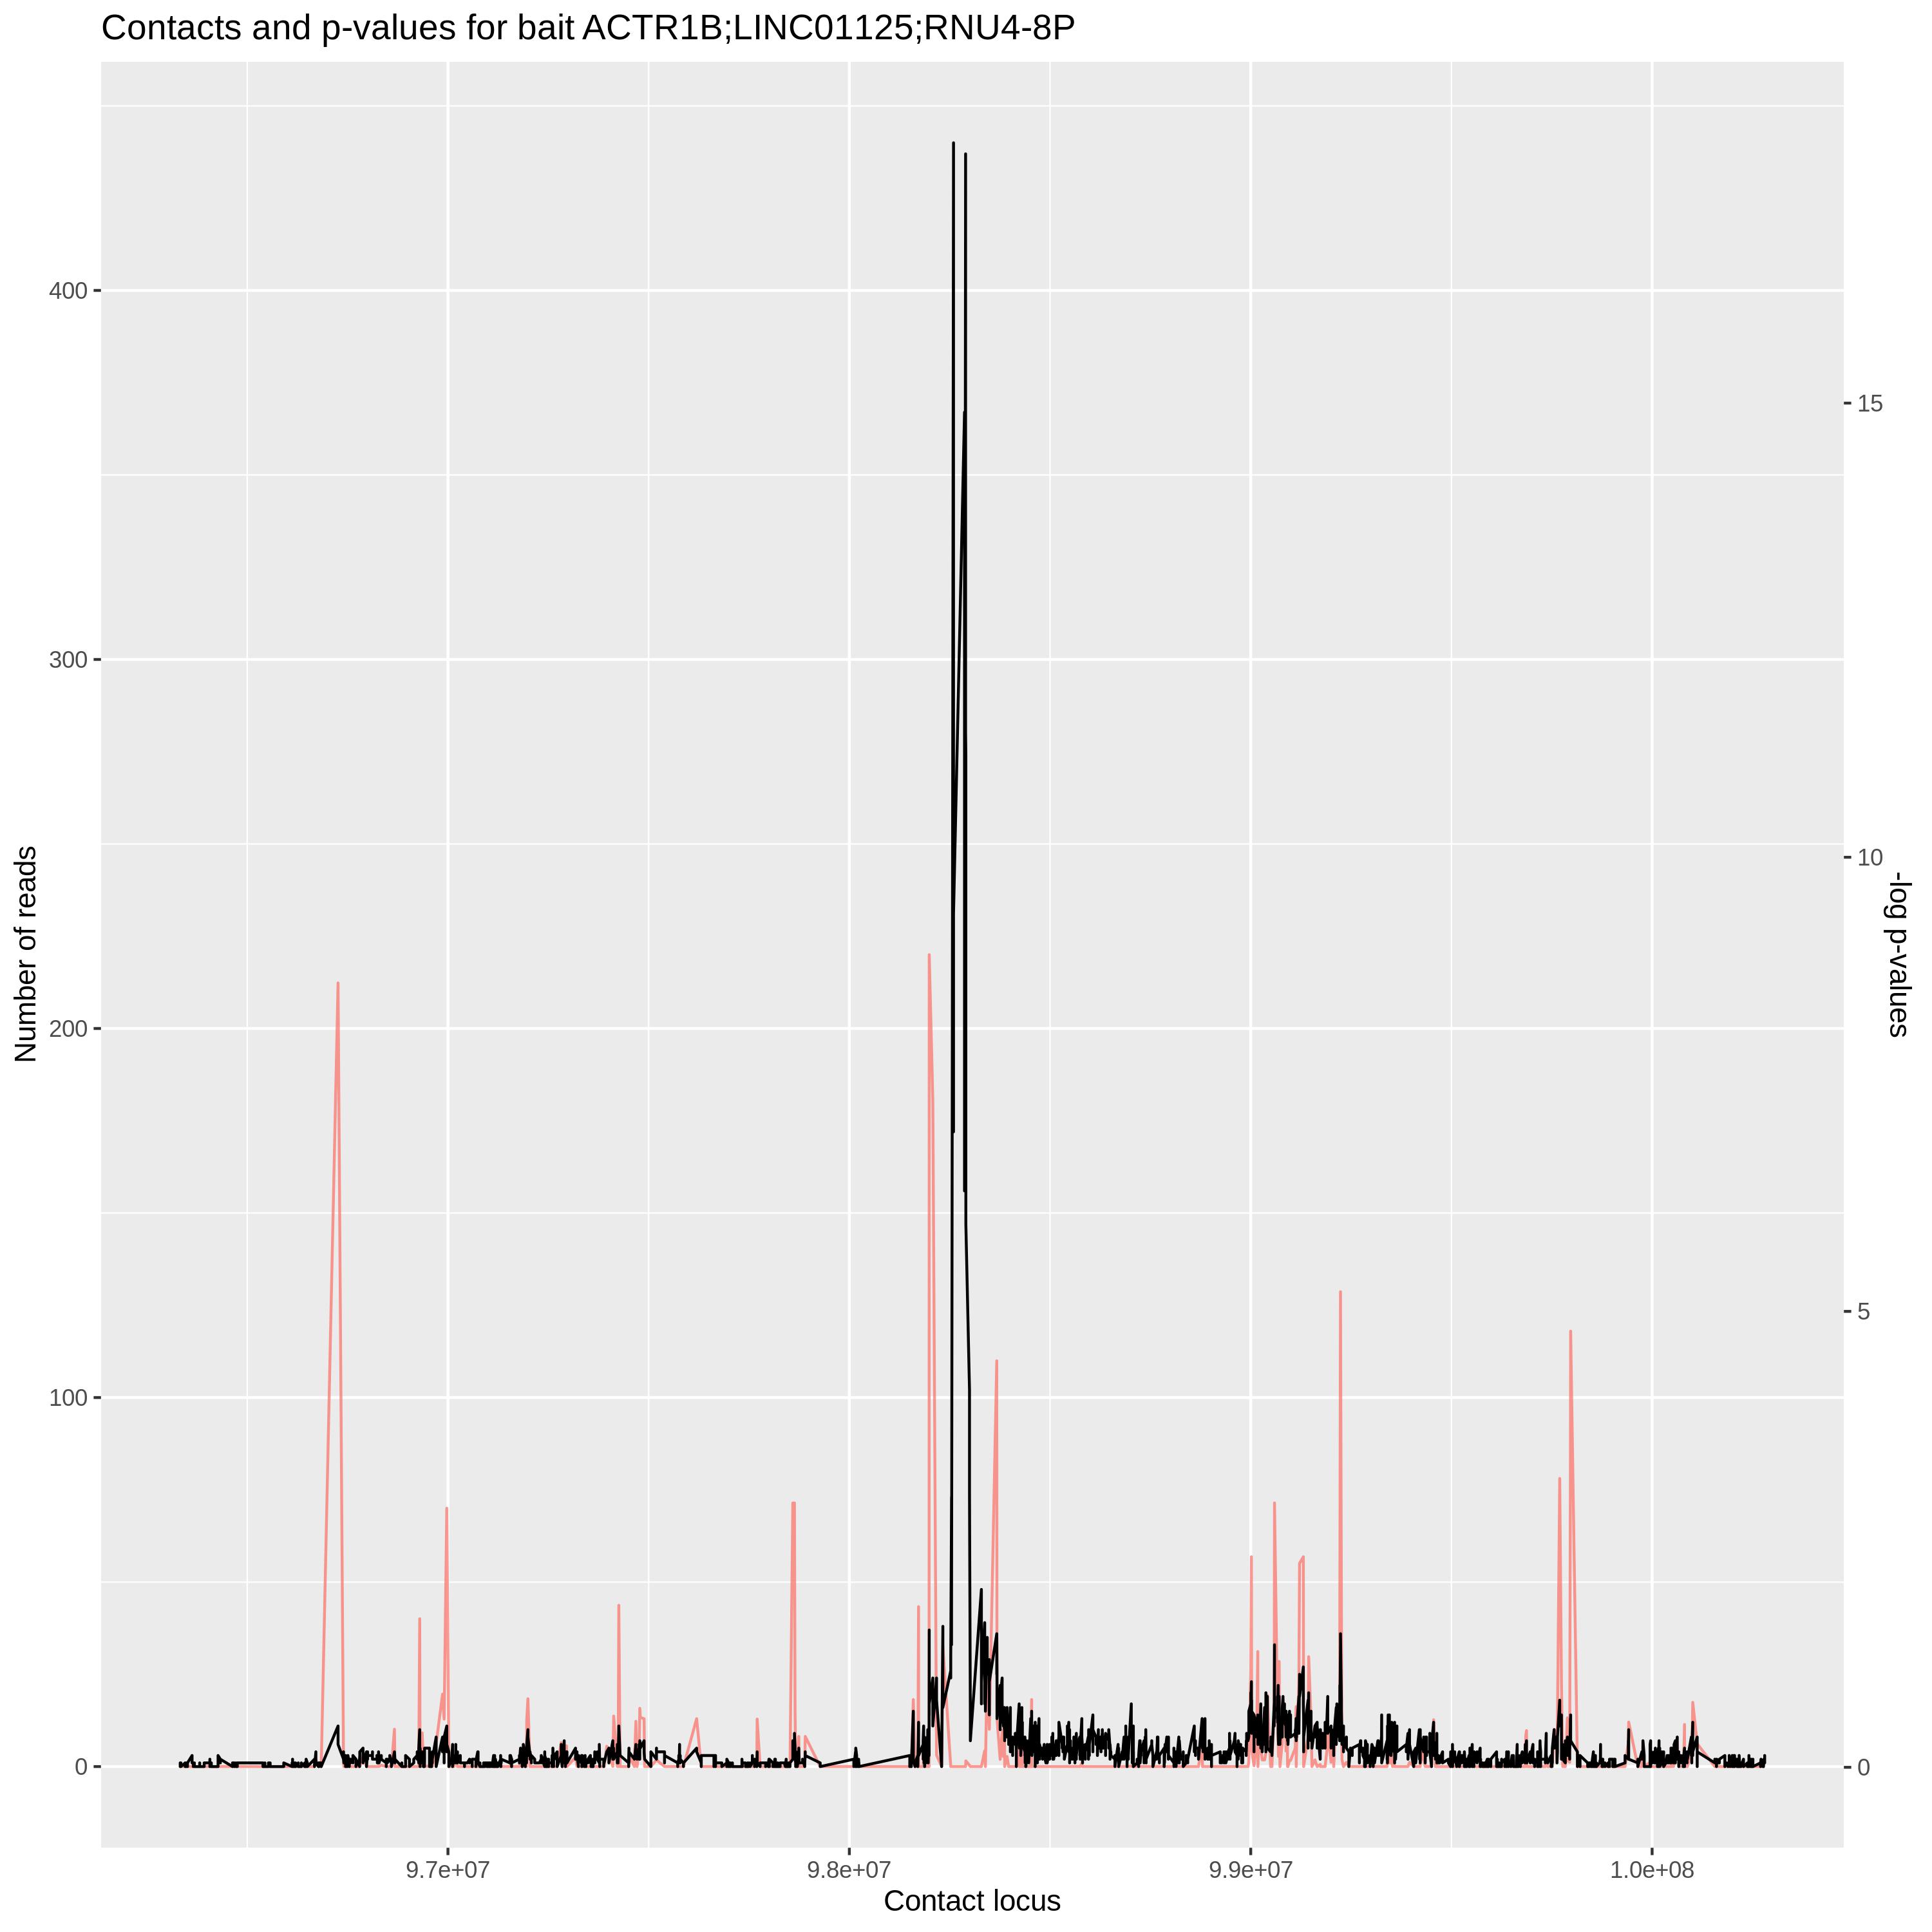 Contacts and p-values for bait ACTR1B;LINC01125;RNU4-8P
400
300
200
100
0
Number of reads
15
10
5
0
-log p-values
9.7e+07
9.8e+07
9.9e+07
1.0e+08
Contact locus